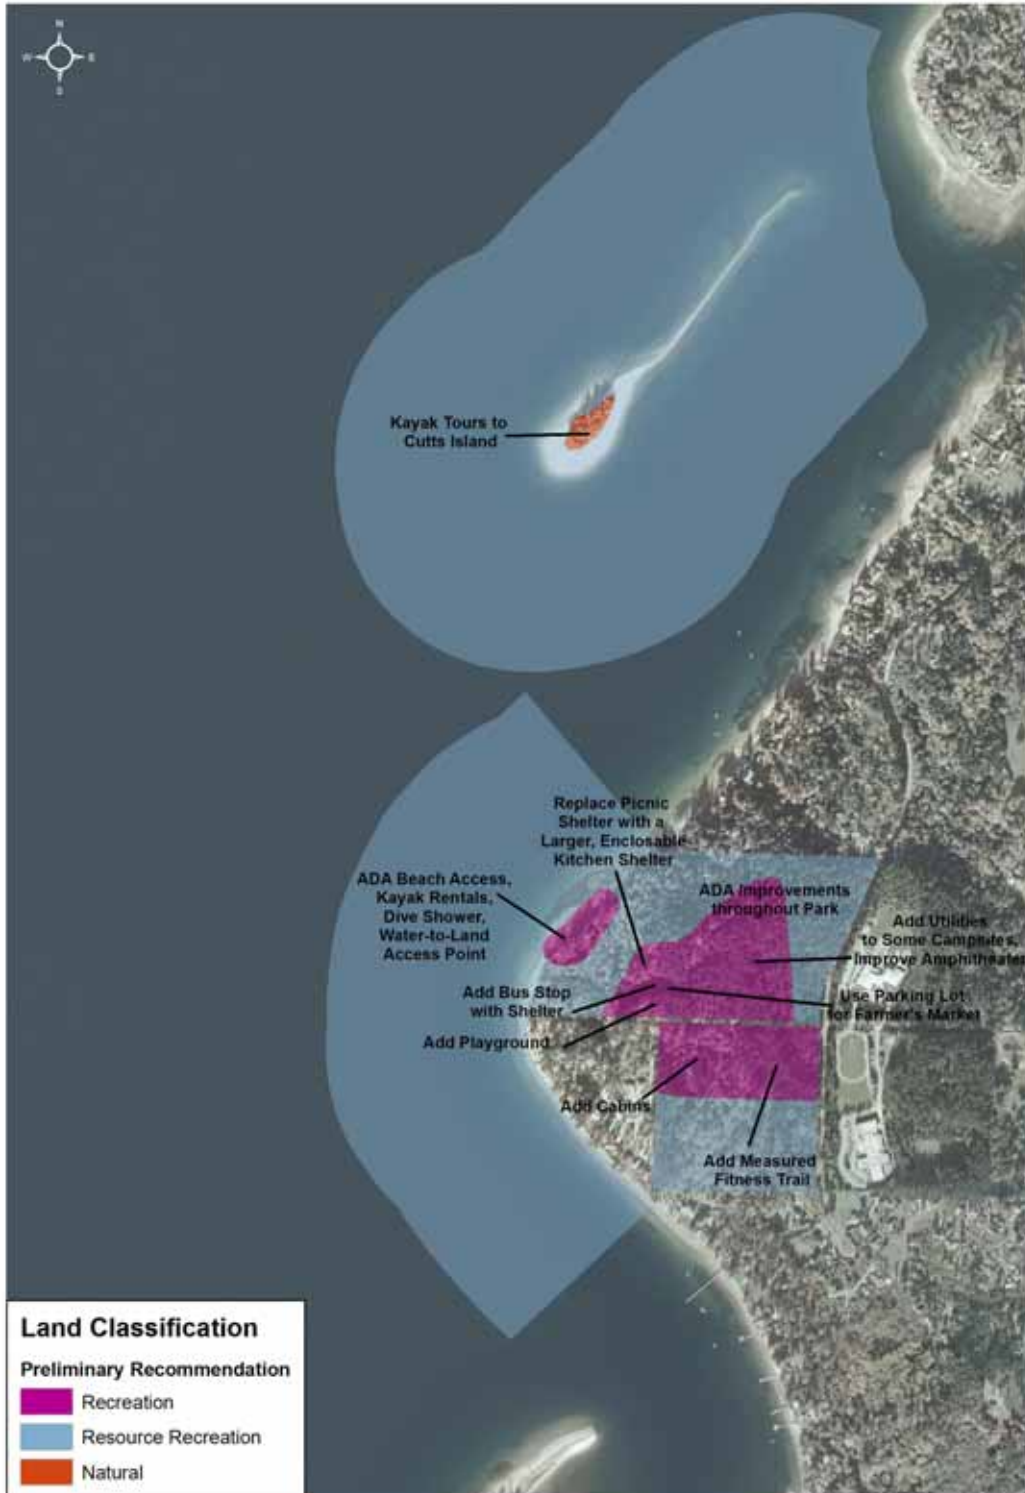 N
W
E
S
Kayak Tours to
Cutts Island
Replace Picnic
Shelter with a
Larger, Enclosable
Kitchen Shelter
ADA Beach Access,
Kayak Rentals,
Dive Shower,
Water-to-Land
Access Point
ADA Improvements
throughout Park
Add Utilities
to Some Campsites,
Improve Amphitheater
Add Bus Stop
with Shelter
Use Parking Lot
for Farmer's Market
Add Playground
Add Cabins
Add Measured
Fitness Trail
Land Classification
Preliminary Recommendation
Recreation
Resource Recreation
Natural